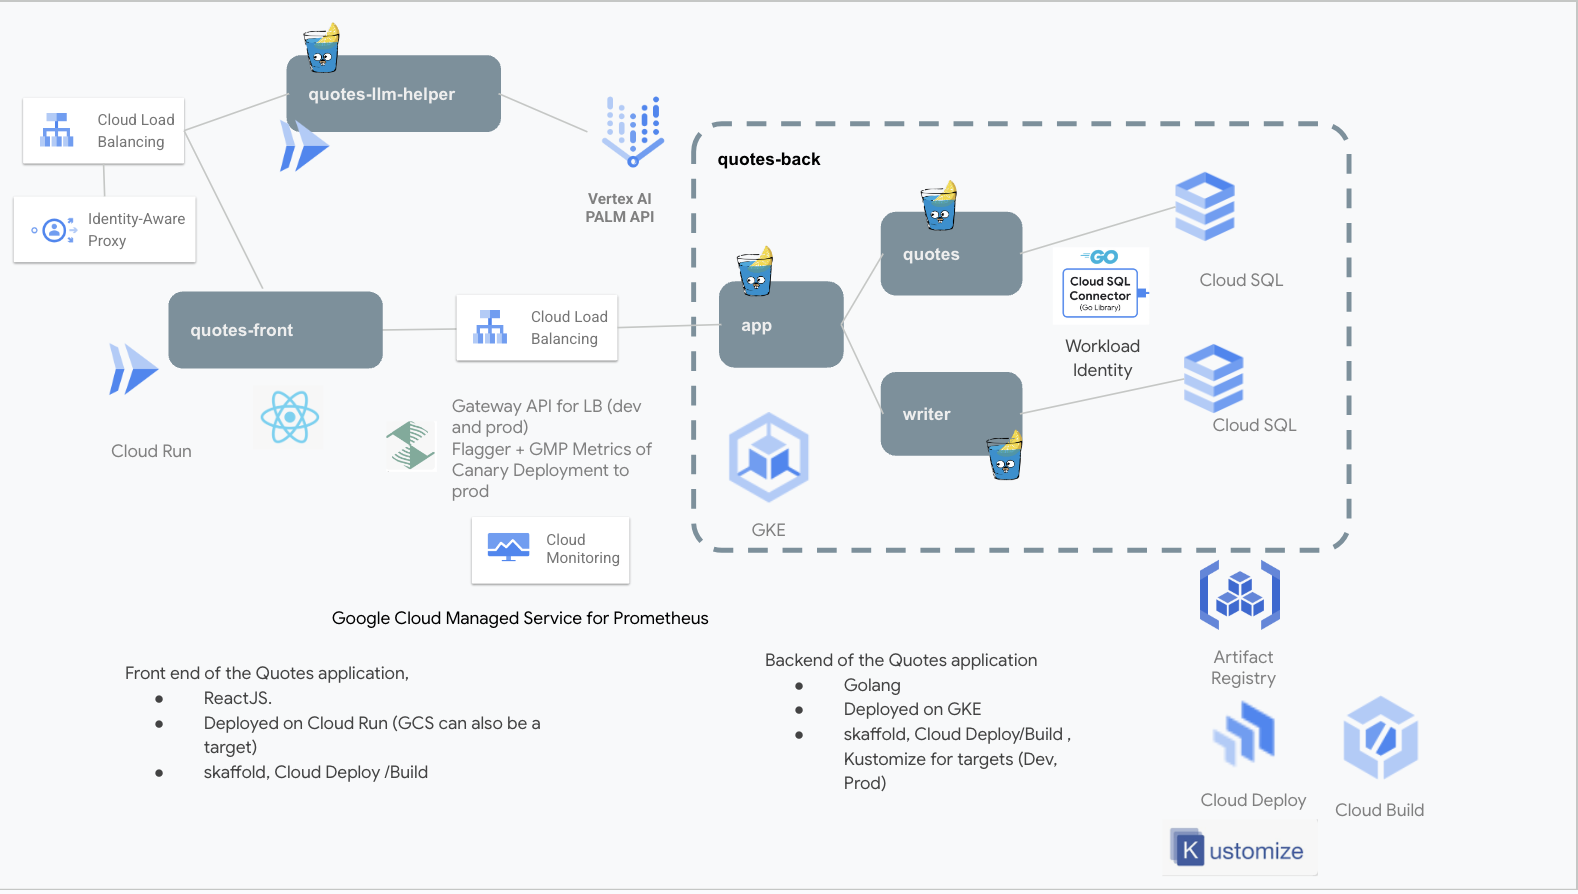 quotes-llm-helper
Cloud Load
Balancing
Identity-Aware
Proxy
Vertex AI
PALM API
quotes-back
quotes
Cloud SQL
GO
Cloud SQL
Connector
(Go Library)
Workload
Identity
quotes-front
Cloud Load
Balancing
app
writer
Cloud SQL
Cloud Run
Gateway API for LB (dev
and prod)
Flagger + GMP Metrics of
Canary Deployment to
prod
GKE
Cloud
Monitoring
Google Cloud Managed Service for Prometheus
Front end of the Quotes application,
● ReactJS.
● Deployed on Cloud Run (GCS can also be a
target)
● skaffold, Cloud Deploy /Build
Backend of the Quotes application
● Golang
● Deployed on GKE
● skaffold, Cloud Deploy/Build ,
Kustomize for targets (Dev,
Prod)
Artifact
Registry
Cloud Deploy
Cloud Build
Kustomize